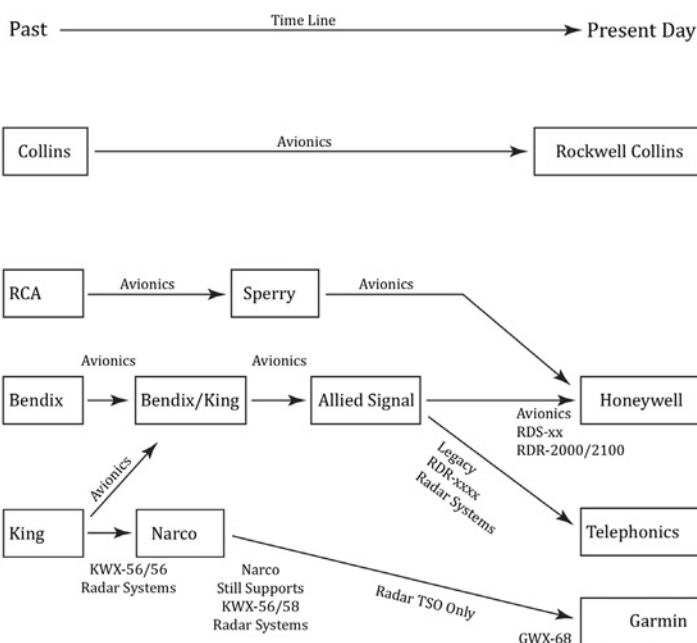 Past
Time Line
Present Day
Collins
Avionics
Rockwell Collins
RCA
Avionics
Sperry
Avionics
Bendix
Avionics
Bendix/King
Avionics
Allied Signal
Honeywell
Avionics
RDS-xx
RDR-2000/2100
Avionics
Legacy
RDR-xxxx
Radar Systems
King
Narco
Telephonics
KWX-56/56
Radar Systems
Narco
Still Supports
KWX-56/58
Radar Systems
Radar TSO Only
Garmin
GWX-68